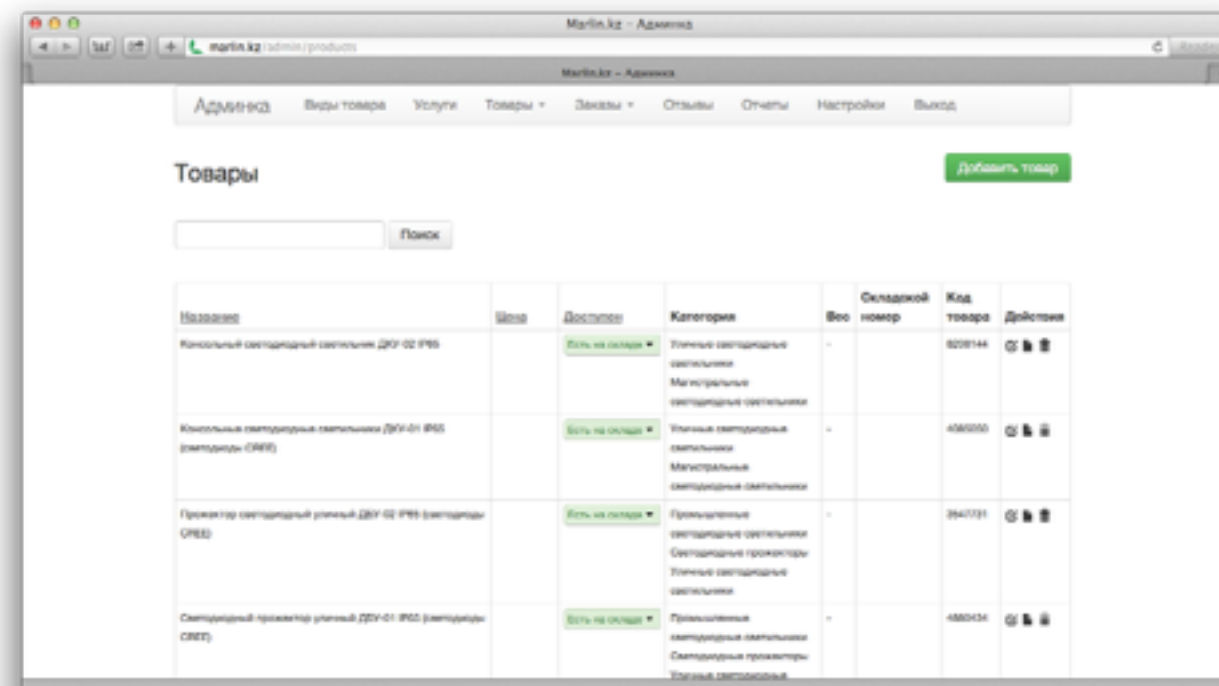 Marlin.kz – Админка
marlin.kz/admin/products
Reader
Marlin.kz – Админка
Админка Виды товара Услуги Товары Заказы Отзывы Отчеты Настройки Выход
Товары
Добавить товар
Поиск
Название Цена Доступен Категория Вес Складской номер Код товара Действия
Консольный светодиодный светильник ДКУ-02 IP65
Есть на складе
Уличные светодиодные
светильники
Магистральные
светодиодные светильники
Консольные светодиодные светильники ДКУ-01 IP65
(светодиоды CREE)
Есть на складе
Уличные светодиодные
светильники
Магистральные
светодиодные светильники
Прожектор светодиодный уличный ДБУ-02 IP65 (светодиоды
CREE)
Есть на складе
Промышленные
светодиодные светильники
Светодиодные прожекторы
Уличные светодиодные
светильники
Светодиодный прожектор уличный ДБУ-01 IP65 (светодиоды
CREE)
Есть на складе
Промышленные
светодиодные светильники
Светодиодные прожекторы
Уличные светодиодные